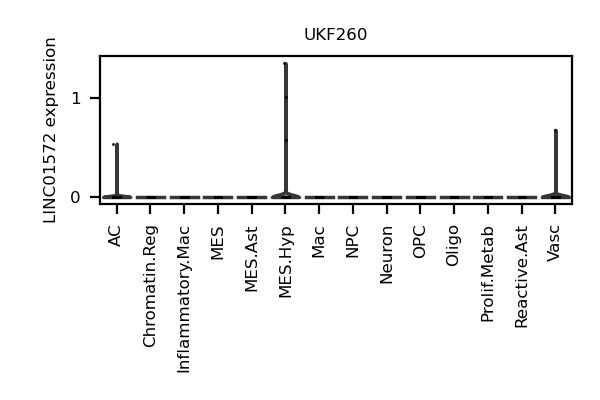 UKF260
LINC01572 expression
1
0
AC
Chromatin.Reg
Inflammatory.Mac
MES
MES.Ast
MES.Hyp
Mac
NPC
Neuron
OPC
Oligo
Prolif.Metab
Reactive.Ast
Vasc